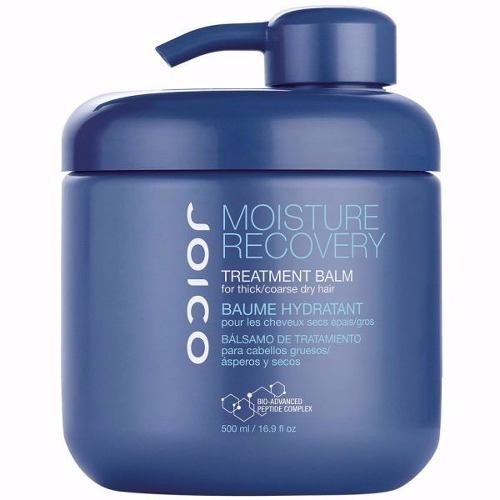 JOICO
MOISTURE
RECOVERY
TREATMENT BALM
for thick/coarse dry hair
BAUME HYDRATANT
pour les cheveux secs épais/gros
BÁLSAMO DE TRATAMIENTO
para cabellos gruesos/
ásperos y secos
BIO-ADVANCED
PEPTIDE COMPLEX
500 ml / 16.9 fl oz